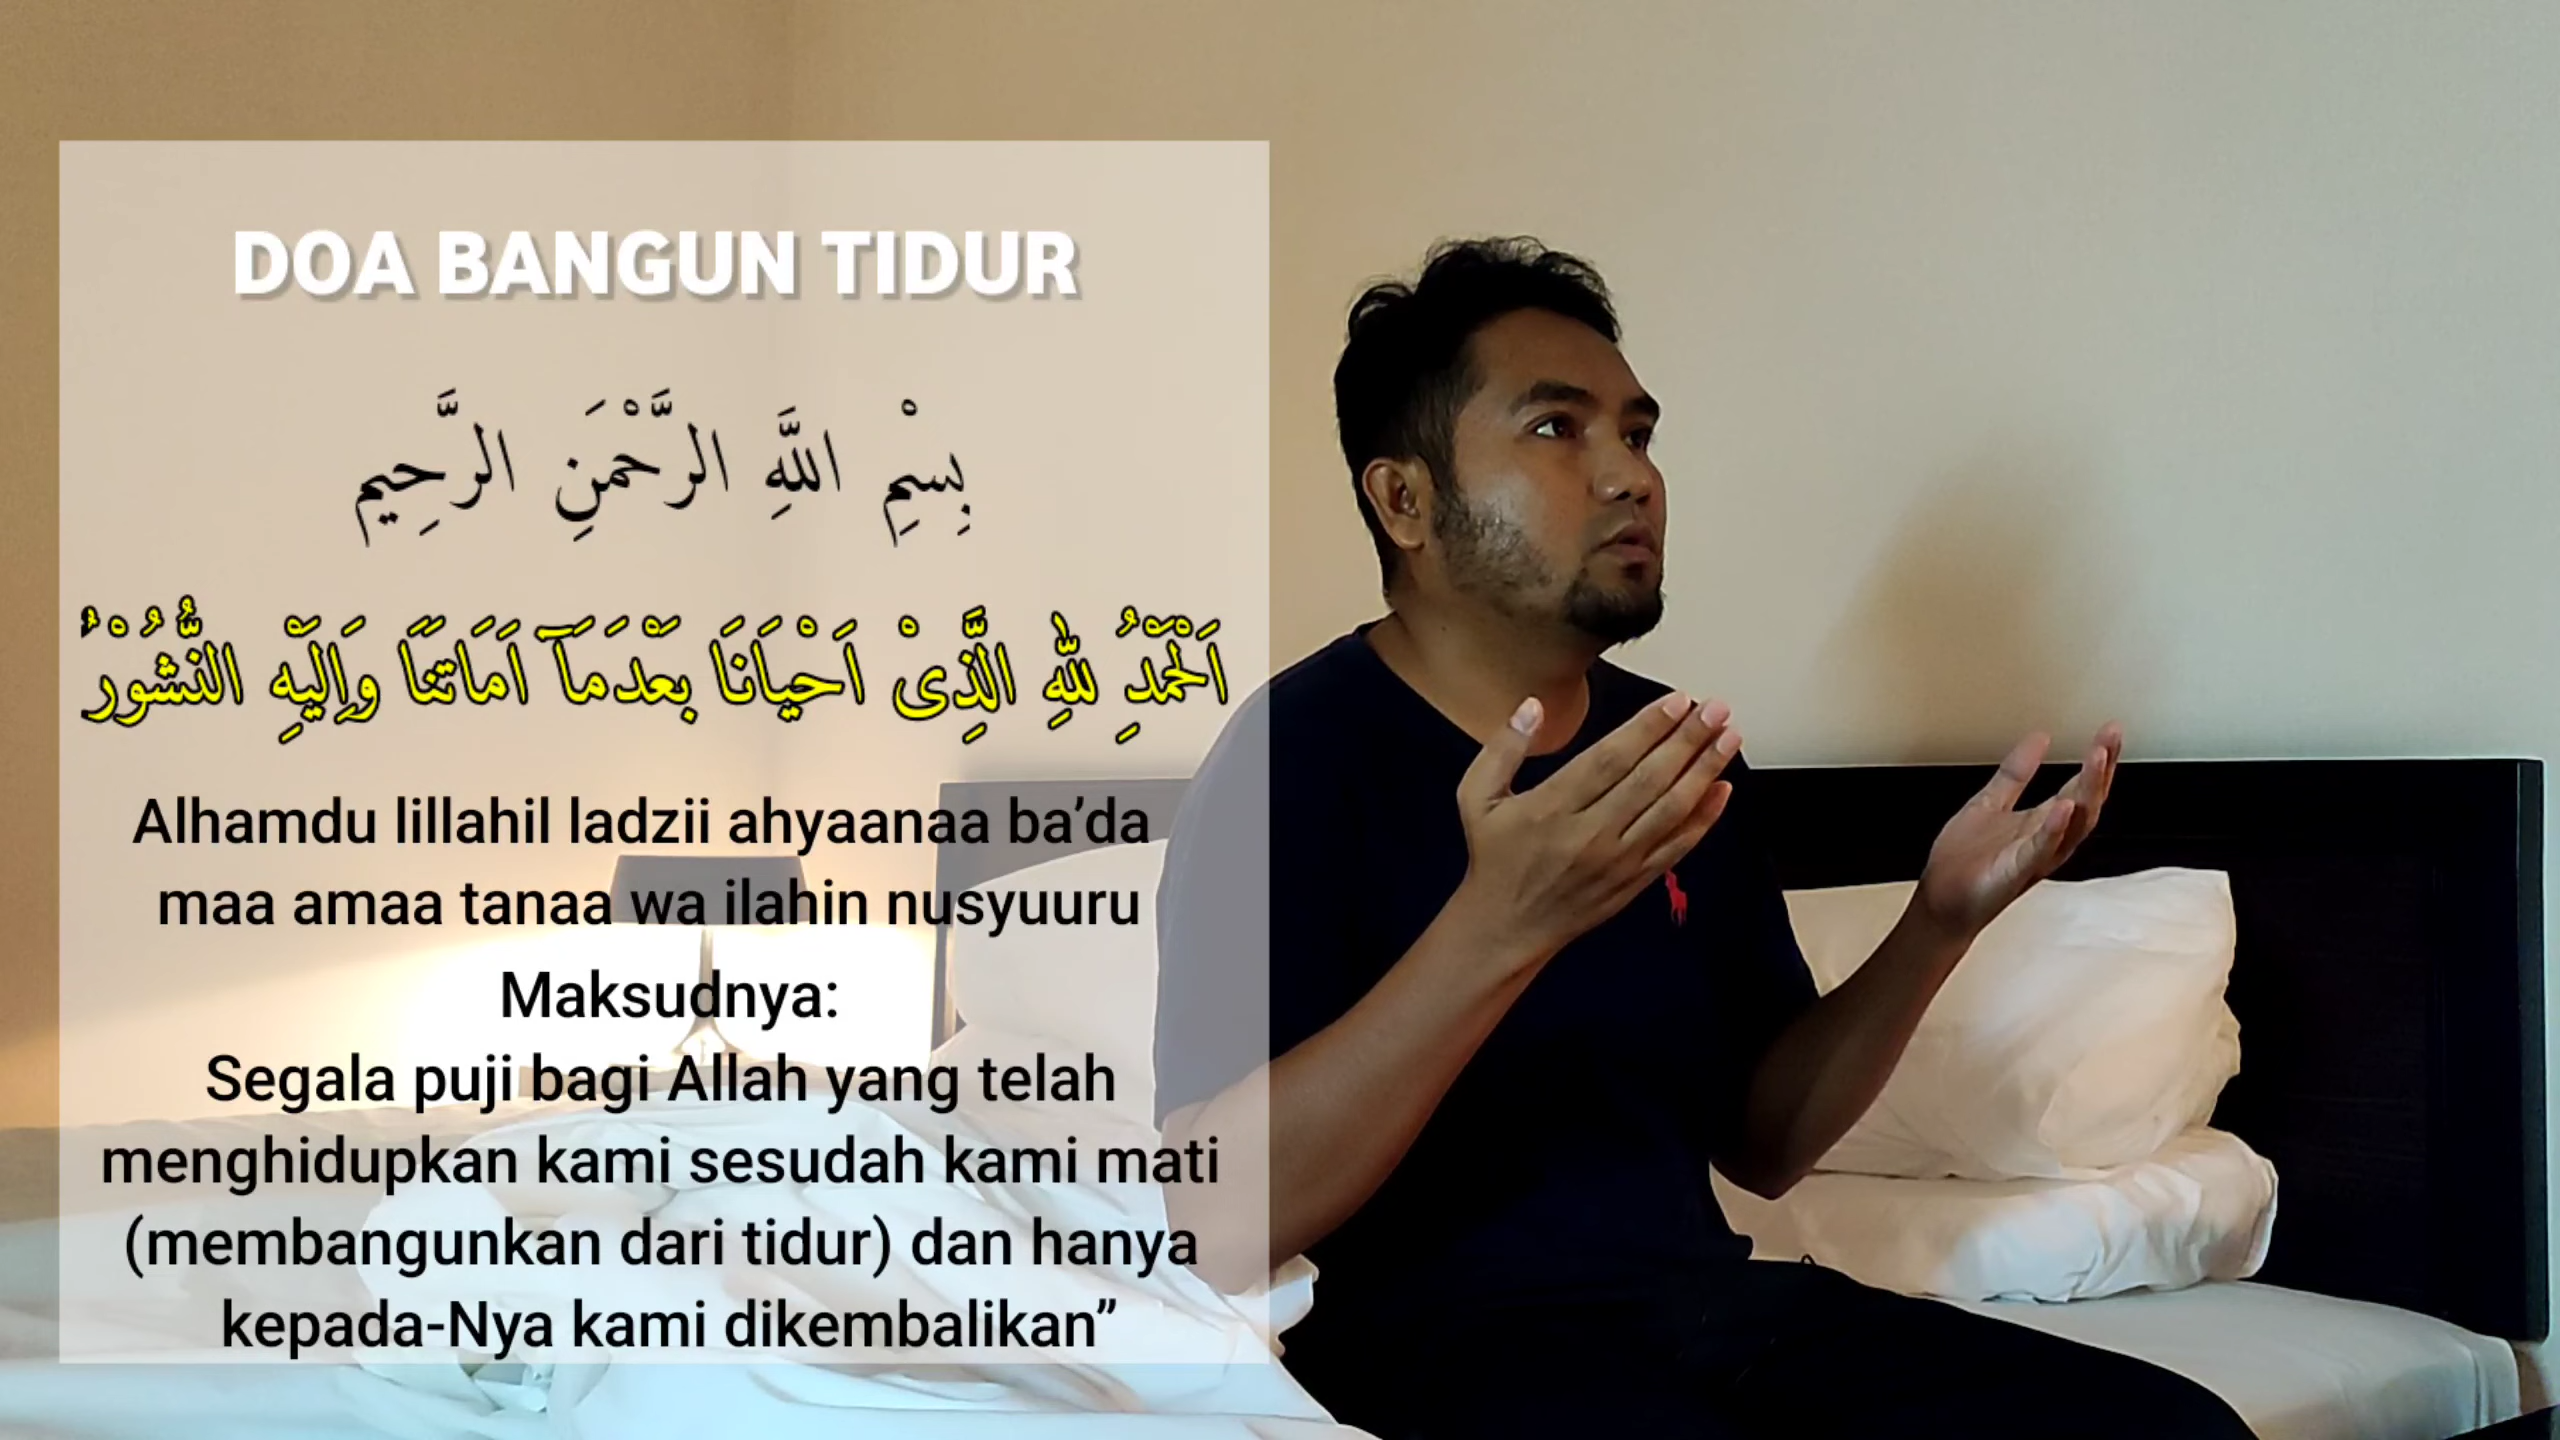 DOA BANGUN TIDUR
بِسْمِ اللَّهِ الرَّحْمَنِ الرَّحِيمِ
اَلْحَمْدُ لِلّٰهِ الَّذِىْ اَحْيَانَا بَعْدَمَآ اَمَاتَنَا وَاِلَيْهِ النُّشُوْرُ
Alhamdu lillahil ladzii ahyaanaa ba’da
maa amaa tanaa wa ilahin nusyuuru
Maksudnya:
Segala puji bagi Allah yang telah
menghidupkan kami sesudah kami mati
(membangunkan dari tidur) dan hanya
kepada-Nya kami dikembalikan”